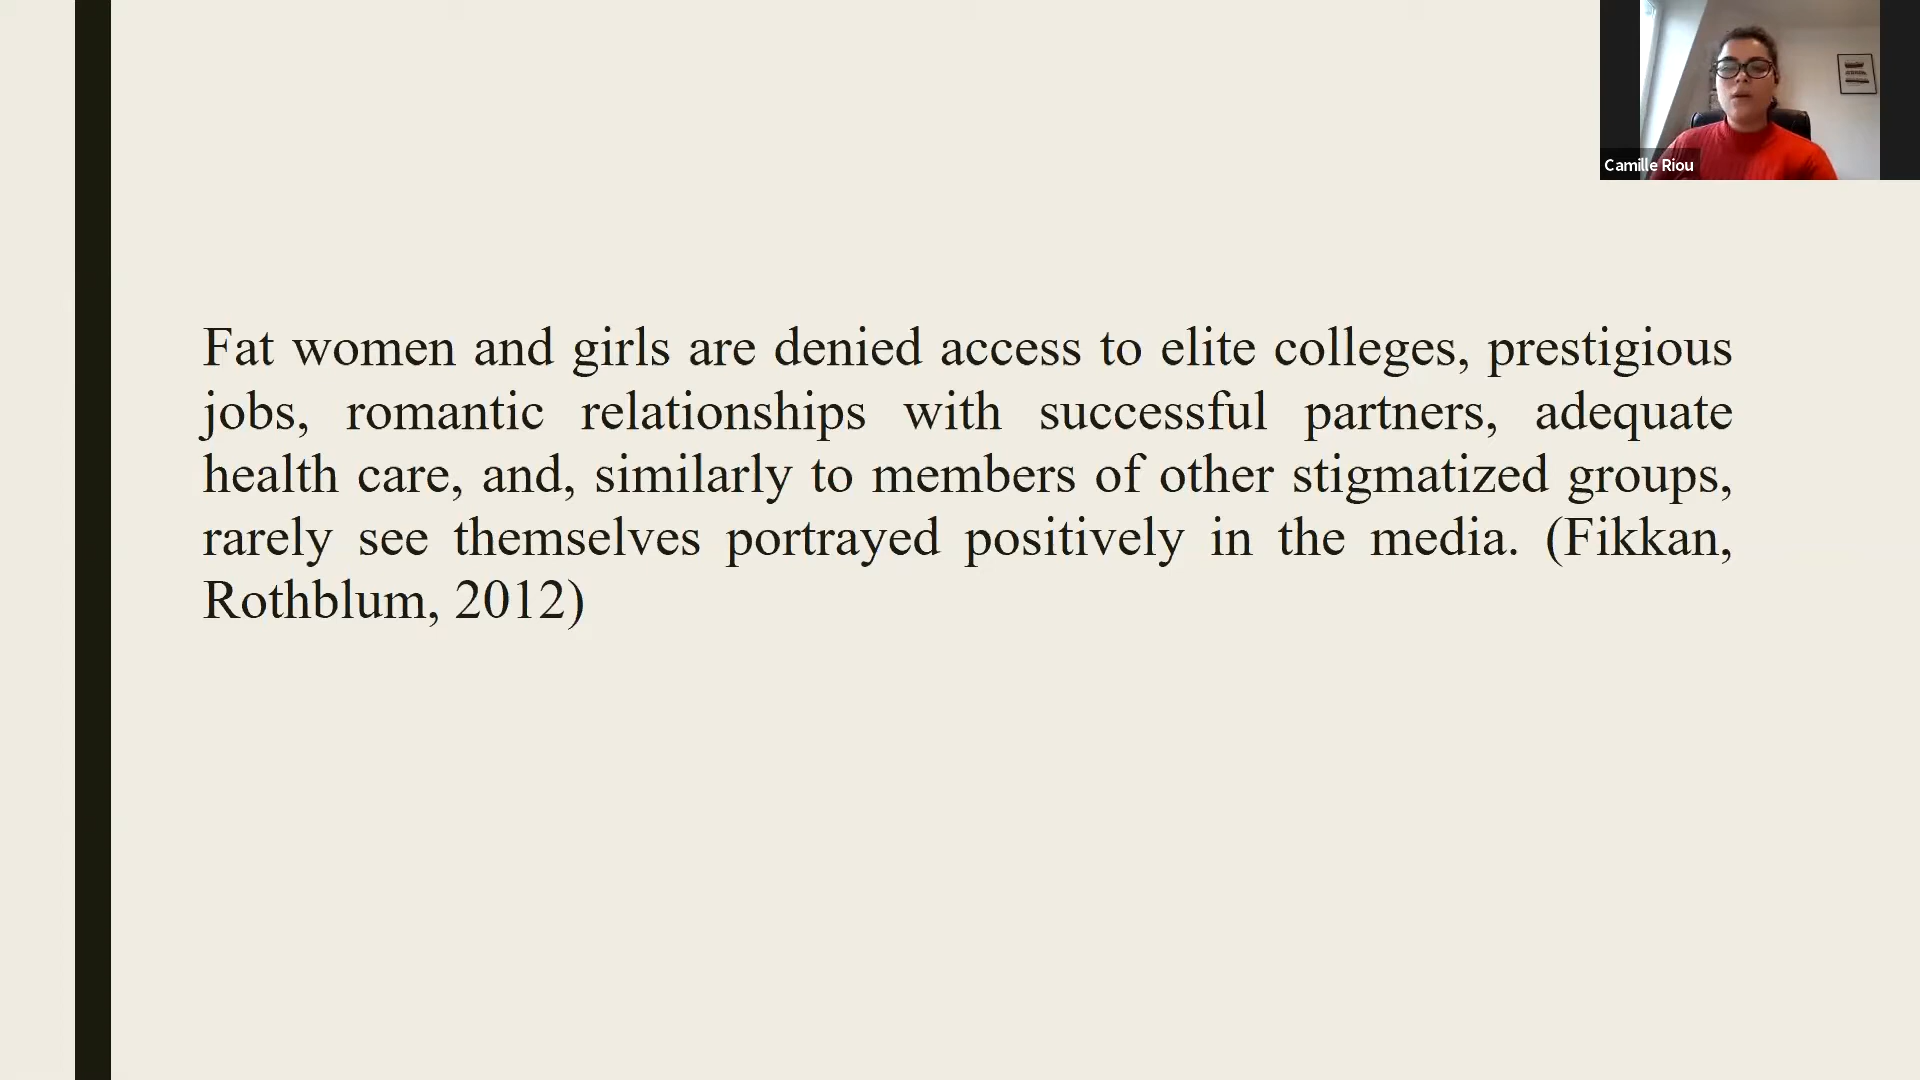 Camille Riou
Fat women and girls are denied access to elite colleges, prestigious
jobs, romantic relationships with successful partners, adequate
health care, and, similarly to members of other stigmatized groups,
rarely see themselves portrayed positively in the media. (Fikkan,
Rothblum, 2012)